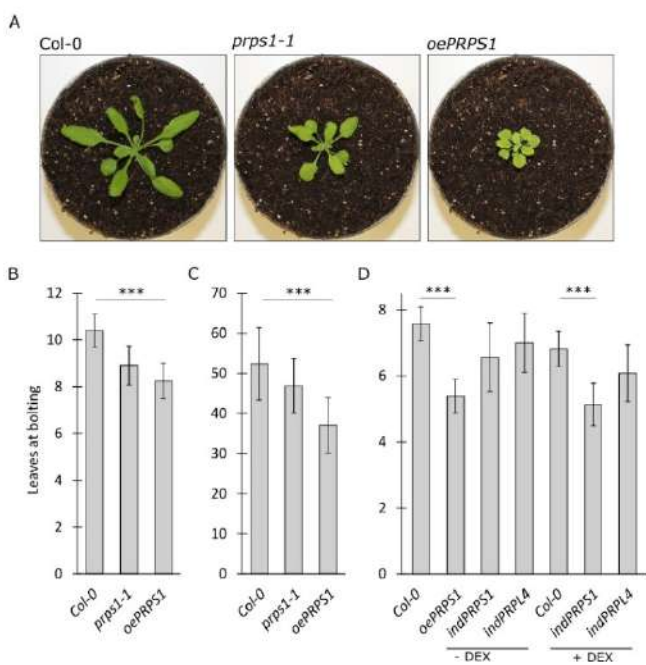 A
Col-0 prps1-1 oePRPS1
B C D
*** *** *** ***
Leaves at bolting
12
10
8
6
4
2
0
Col-0 prps1-1 oePRPS1
70
60
50
40
30
20
10
0
Col-0 prps1-1 oePRPS1
8
6
4
2
0
Col-0 oePRPS1 indPRPS1 indPRPL4 Col-0 indPRPS1 indPRPL4
- DEX + DEX